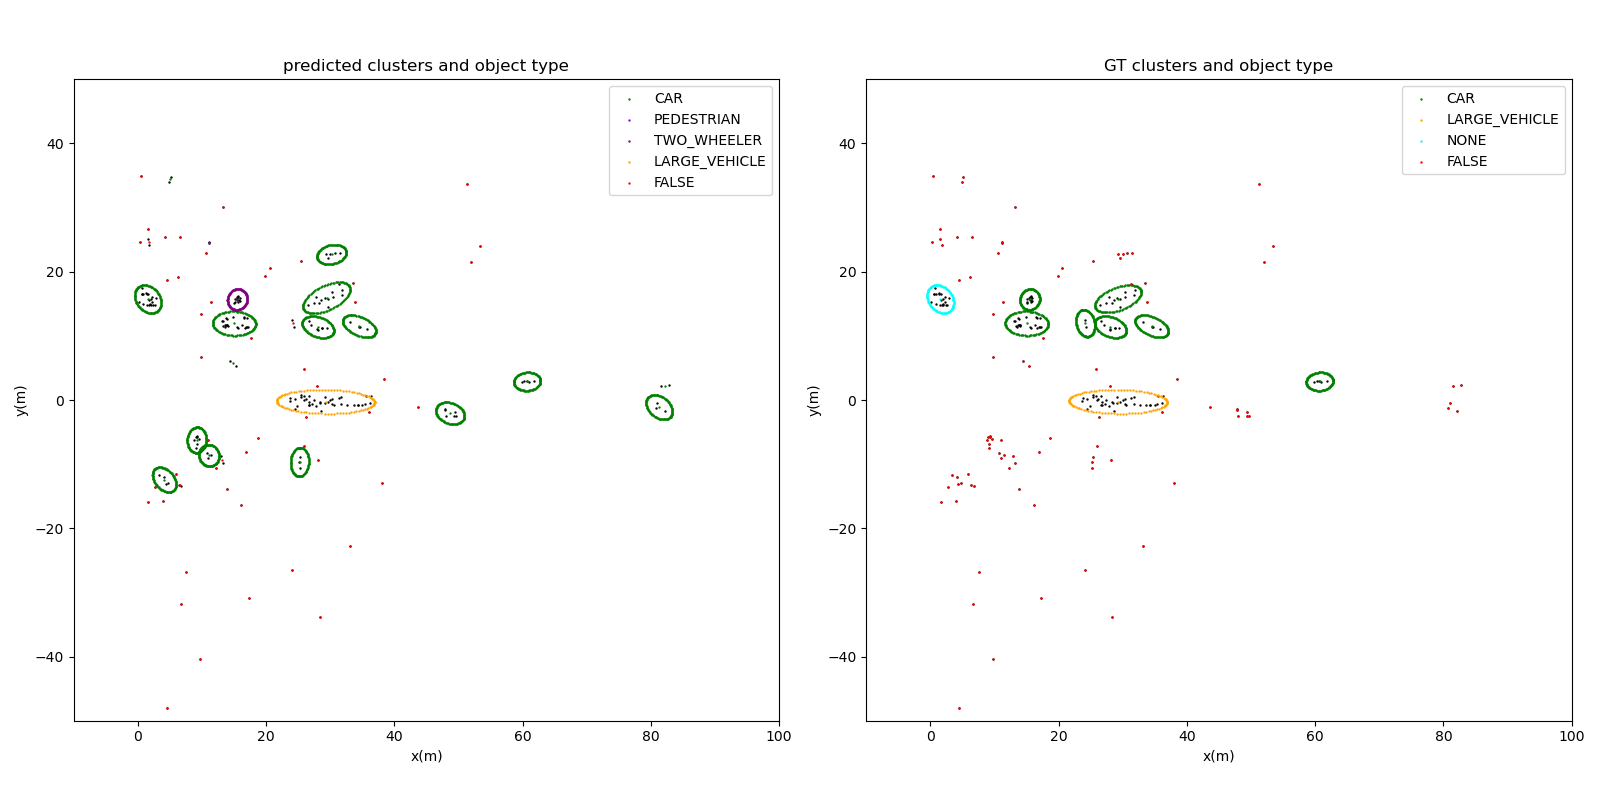 predicted clusters and object type
CAR
PEDESTRIAN
TWO_WHEELER
LARGE_VEHICLE
FALSE
y(m)
40
20
0
−20
−40
0
20
40
60
80
100
x(m)
GT clusters and object type
CAR
LARGE_VEHICLE
NONE
FALSE
y(m)
40
20
0
−20
−40
0
20
40
60
80
100
x(m)